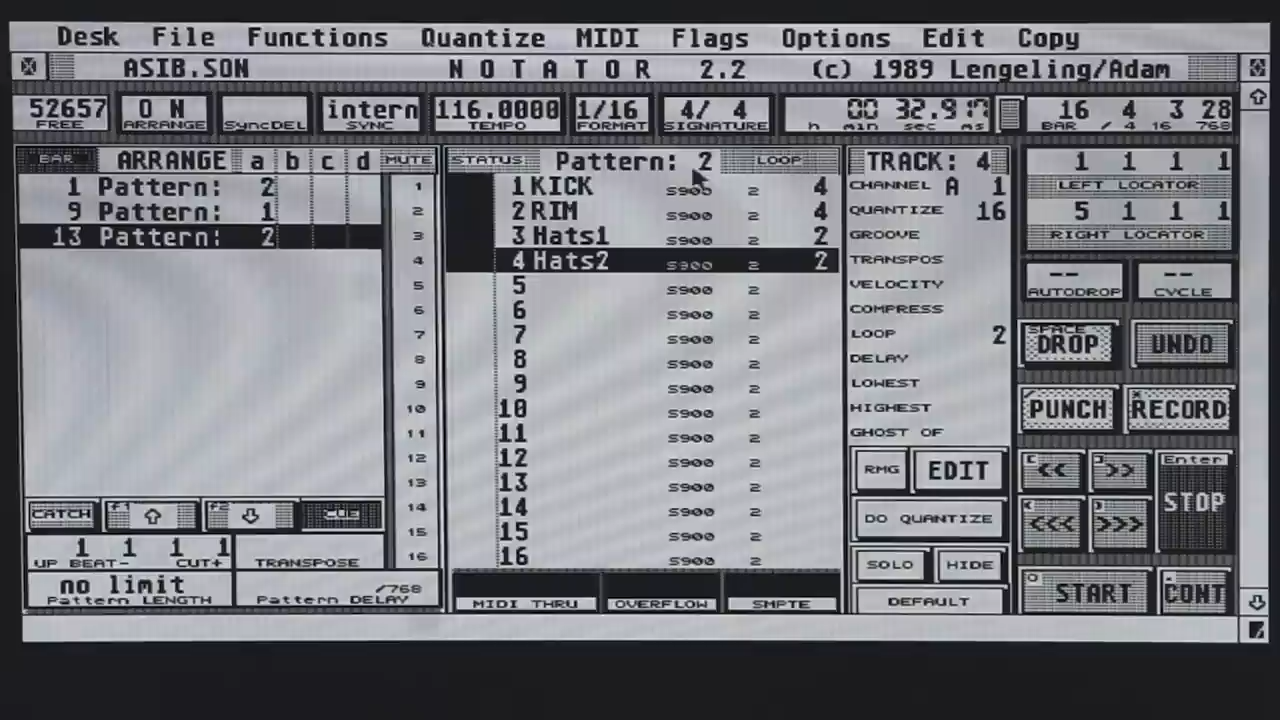 Desk File Functions Quantize MIDI Flags Options Edit Copy
ASIB.SON NOTATOR 2.2 (c) 1989 Lengeling/Adam
52657 ON intern 116.0000 1/16 4/ 4 16 4 3 28
FREE ARRANGE SyncDEL SYNC TEMPO FORMAT SIGNATURE h min sec ms BAR / 4 16 768
BAR ARRANGE a b c d MUTE STATUS Pattern: 2 LOOP TRACK: 4 1 1 1 1
1 Pattern: 2 1 1 KICK S900 2 4 CHANNEL A 1 LEFT LOCATOR
9 Pattern: 1 2 2 RIM S900 2 4 QUANTIZE 16 5 1 1 1
13 Pattern: 2 3 3 Hats1 S900 2 2 GROOVE RIGHT LOCATOR
4 4 Hats2 S900 2 2 TRANSPOS
5 5 S900 2 VELOCITY -- --
AUTODROP CYCLE
6 6 S900 2 COMPRESS
7 7 S900 2 LOOP 2 SPACE
DROP UNDO
8 8 S900 2 DELAY
9 9 S900 2 LOWEST
10 10 S900 2 HIGHEST PUNCH RECORD
11 11 S900 2 GHOST OF
12 12 S900 2 RMG EDIT << >> Enter
13 13 S900 2 STOP
CATCH f1 f2 CUE 14 14 S900 2 DO QUANTIZE <<< >>>
1 1 1 1 15 15 S900 2
UP BEAT- CUT+ TRANSPOSE 16 16 S900 2 SOLO HIDE
no limit /768 START CONT
Pattern LENGTH Pattern DELAY MIDI THRU OVERFLOW SMPTE DEFAULT